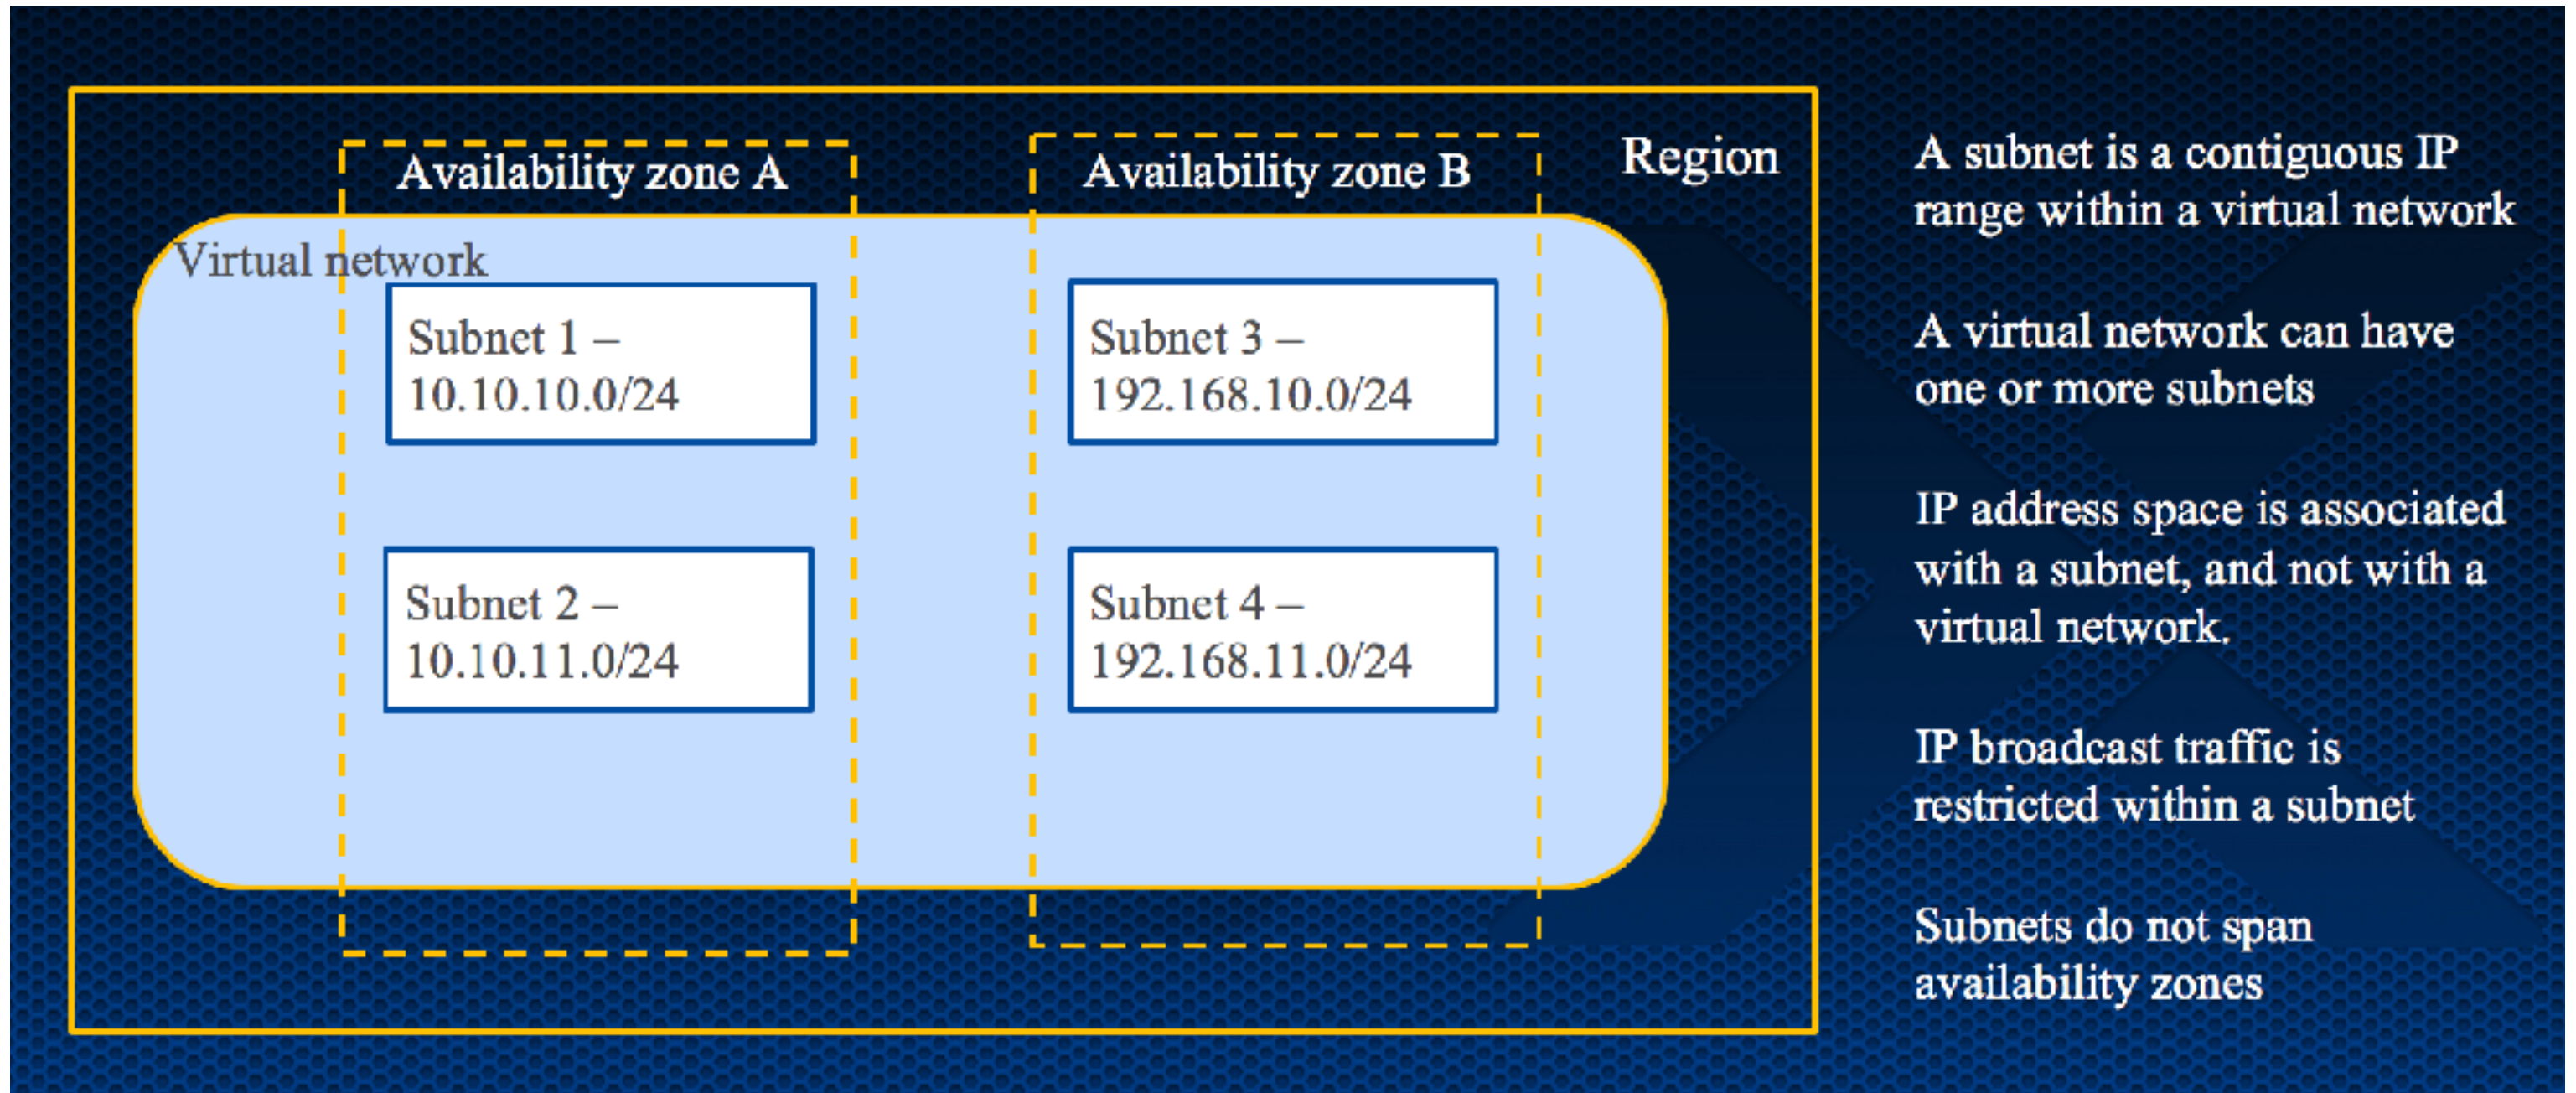 Availability zone A
Availability zone B
Region
Virtual network
Subnet 1 –
10.10.10.0/24
Subnet 3 –
192.168.10.0/24
Subnet 2 –
10.10.11.0/24
Subnet 4 –
192.168.11.0/24
A subnet is a contiguous IP
range within a virtual network
A virtual network can have
one or more subnets
IP address space is associated
with a subnet, and not with a
virtual network.
IP broadcast traffic is
restricted within a subnet
Subnets do not span
availability zones